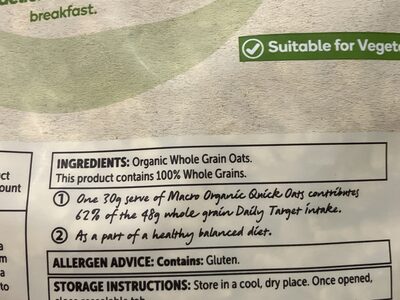 breakfast.
Suitable for
INGREDIENTS: Organic Whole Grain Oats.
This product contains 100% Whole Grains.
1 One 30g serve of Macro Organic Quick Oats contributes
62% of the 48g whole grain Daily Target intake.
2 As a part of a healthy balanced diet.
ALLERGEN ADVICE: Contains: Gluten.
STORAGE INSTRUCTIONS: Store in a cool, dry place. Once opened,